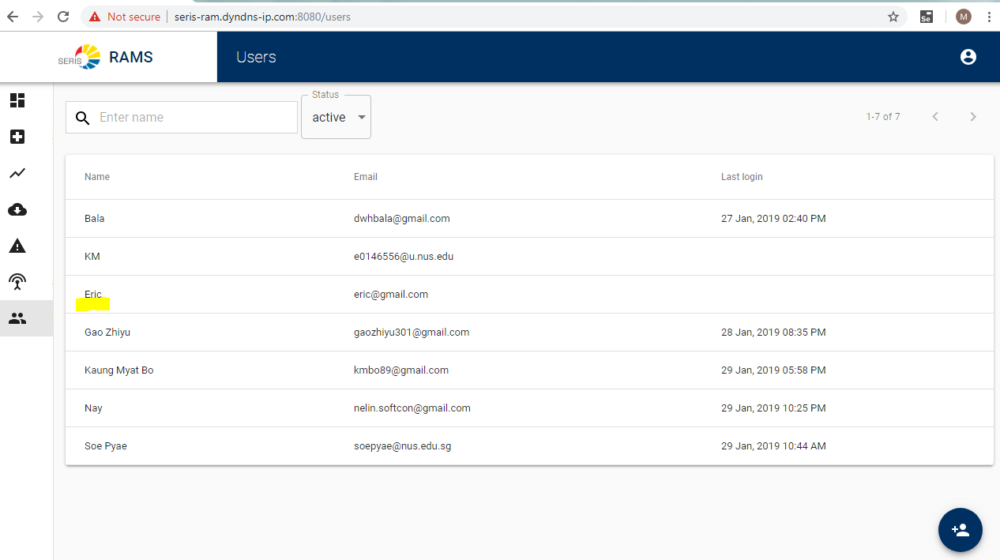 Not secure | seris-ram.dyndns-ip.com:8080/users
Se
M
SERIS RAMS
Users
Enter name
Status
active
1-7 of 7
Name Email Last login
Bala dwhbala@gmail.com 27 Jan, 2019 02:40 PM
KM e0146556@u.nus.edu
Eric eric@gmail.com
Gao Zhiyu gaozhiyu301@gmail.com 28 Jan, 2019 08:35 PM
Kaung Myat Bo kmbo89@gmail.com 29 Jan, 2019 05:58 PM
Nay nelin.softcon@gmail.com 29 Jan, 2019 10:25 PM
Soe Pyae soepyae@nus.edu.sg 29 Jan, 2019 10:44 AM